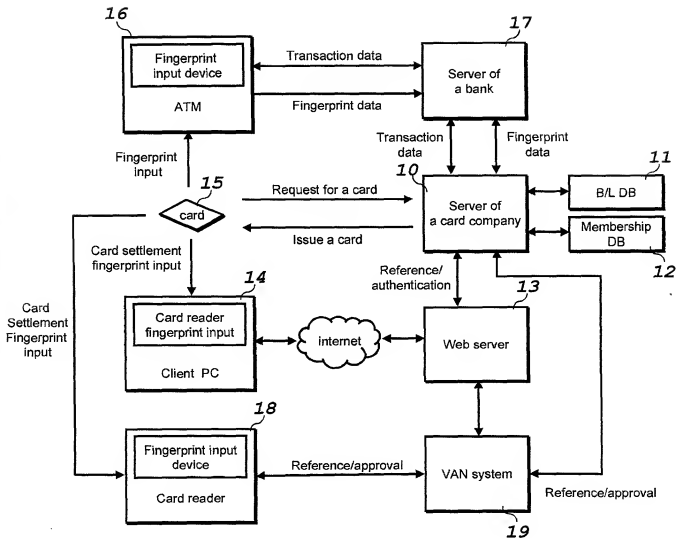 16
Fingerprint
input device
ATM
Transaction data
Fingerprint data
17
Server of
a bank
Fingerprint
input
Transaction
data
Fingerprint
data
15
card
Request for a card
Issue a card
10
Server of
a card company
11
B/L DB
Membership
DB
12
Card settlement
fingerprint input
Reference/
authentication
Card
Settlement
Fingerprint
input
14
Card reader
fingerprint input
Client PC
internet
13
Web server
18
Fingerprint input
device
Card reader
Reference/approval
VAN system
19
Reference/approval